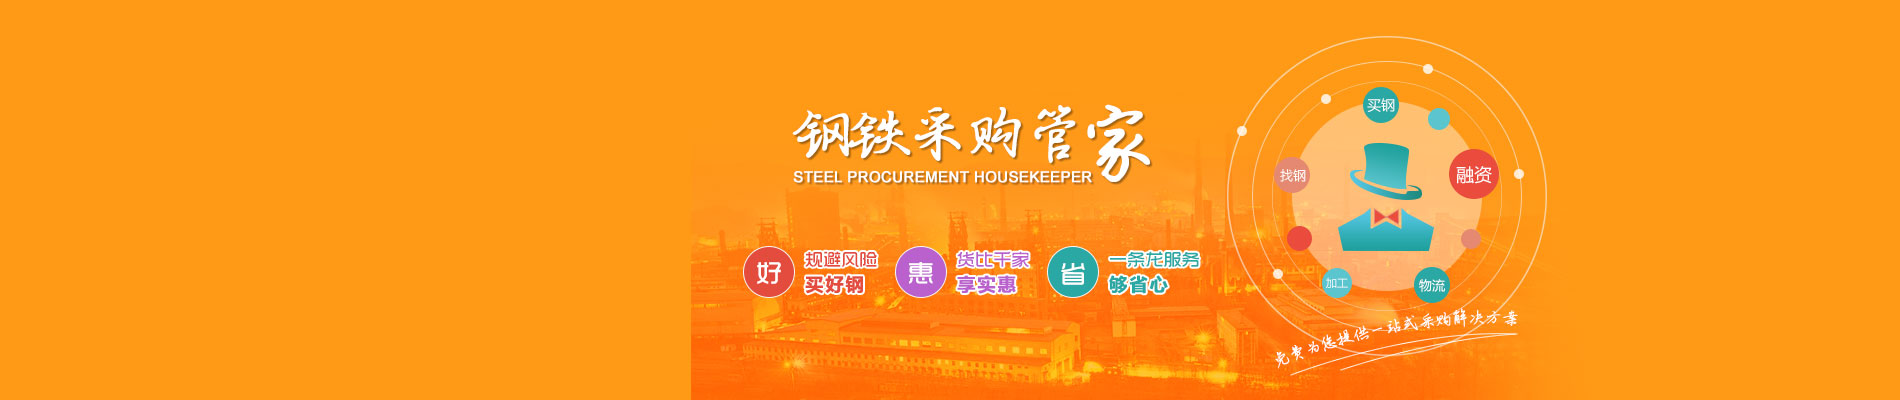 钢铁采购管家
STEEL PROCUREMENT HOUSEKEEPER
好
规避风险
买好钢
惠
货比千家
享实惠
省
一条龙服务
够省心
买钢
找钢
融资
加工
物流
免费为您提供一站式采购解决方案